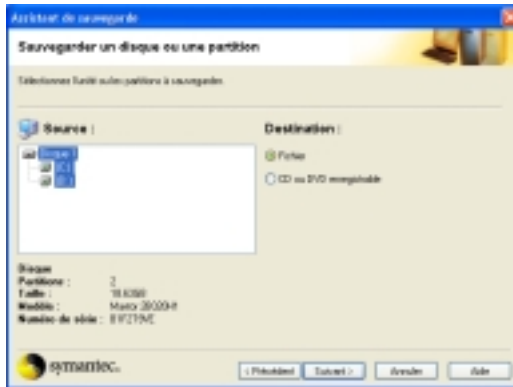 Assistant de sauvegarde
Sauvegarder un disque ou une partition
Sélectionnez l'unité ou les partitions à sauvegarder.
Source :
Destination :
Disque 1
(C:)
Fichier
CD ou DVD enregistrable
Disque
Partitions : 2
Taille :
Modèle : Maxtor
Numéro de série :
symantec.
< Précédent
Suivant >
Annuler
Aide